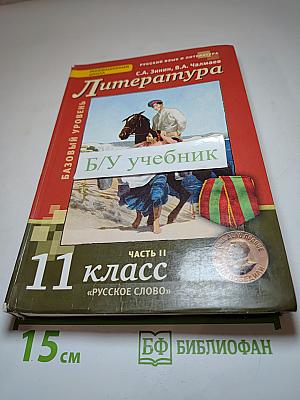 РУССКИЙ ЯЗЫК И ЛИТЕРАТУРА
С.А. Зинин, В.А. Чалмаев
Литература
БАЗОВЫЙ УРОВЕНЬ
Б/У учебник
ЧАСТЬ II
11 класс
«РУССКОЕ СЛОВО»
15 см
БФ БИБЛИОФАН